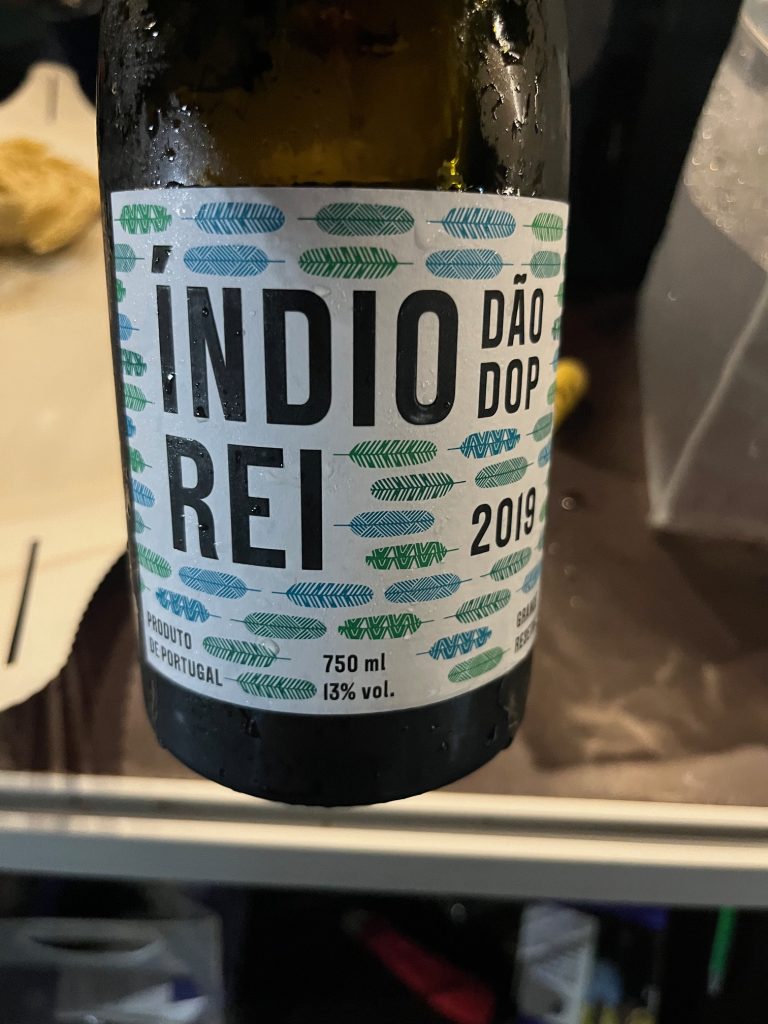 ÍNDIO
REI
DÃO
DOP
2019
PRODUTO
DE PORTUGAL
750 ml
13% vol.